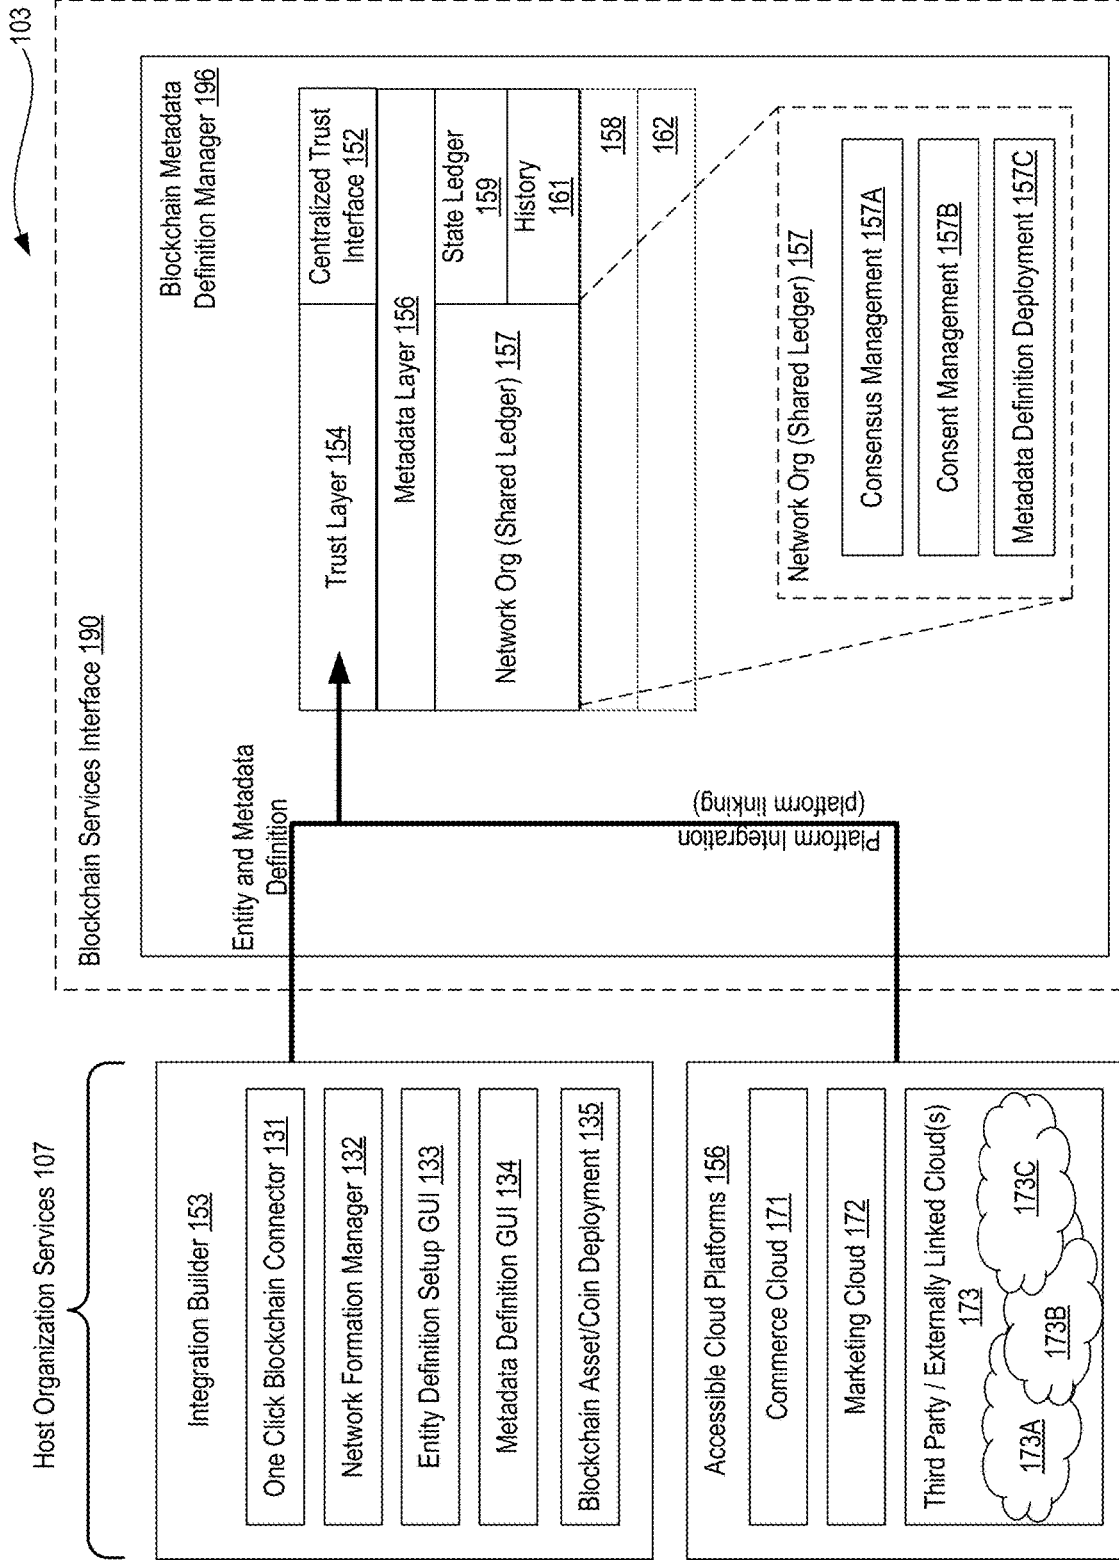 103
Host Organization Services 107
Integration Builder 153
One Click Blockchain Connector 131
Network Formation Manager 132
Entity Definition Setup GUI 133
Metadata Definition GUI 134
Blockchain Asset/Coin Deployment 135
Accessible Cloud Platforms 156
Commerce Cloud 171
Marketing Cloud 172
Third Party / Externally Linked Cloud(s)
173
173A
173B
173C
Blockchain Services Interface 190
Blockchain Metadata
Definition Manager 196
Entity and Metadata
Definition
Platform Integration
(platform linking)
Trust Layer 154
Centralized Trust
Interface 152
Metadata Layer 156
Network Org (Shared Ledger) 157
State Ledger
159
History
161
158
162
Network Org (Shared Ledger) 157
Consensus Management 157A
Consent Management 157B
Metadata Definition Deployment 157C